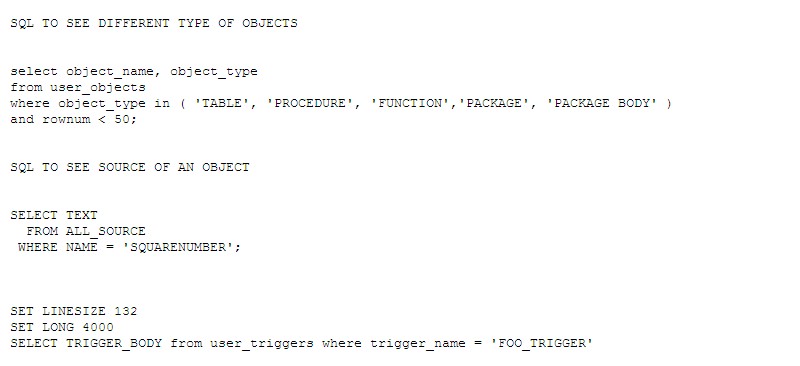 SQL TO SEE DIFFERENT TYPE OF OBJECTS
select object_name, object_type
from user_objects
where object_type in ( 'TABLE', 'PROCEDURE', 'FUNCTION','PACKAGE', 'PACKAGE BODY' )
and rownum < 50;
SQL TO SEE SOURCE OF AN OBJECT
SELECT TEXT
FROM ALL_SOURCE
WHERE NAME = 'SQUARENUMBER';
SET LINESIZE 132
SET LONG 4000
SELECT TRIGGER_BODY from user_triggers where trigger_name = 'FOO_TRIGGER'